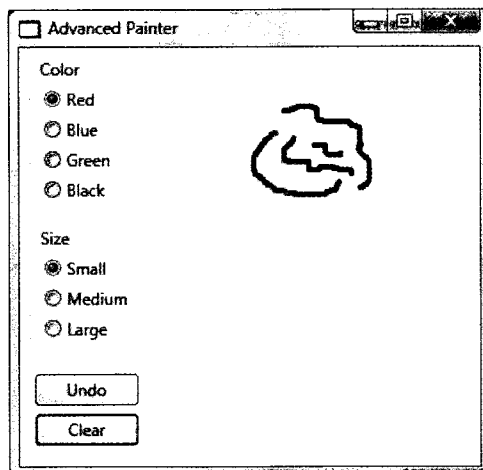 Advanced Painter
Color
Red
Blue
Green
Black
Size
Small
Medium
Large
Undo
Clear